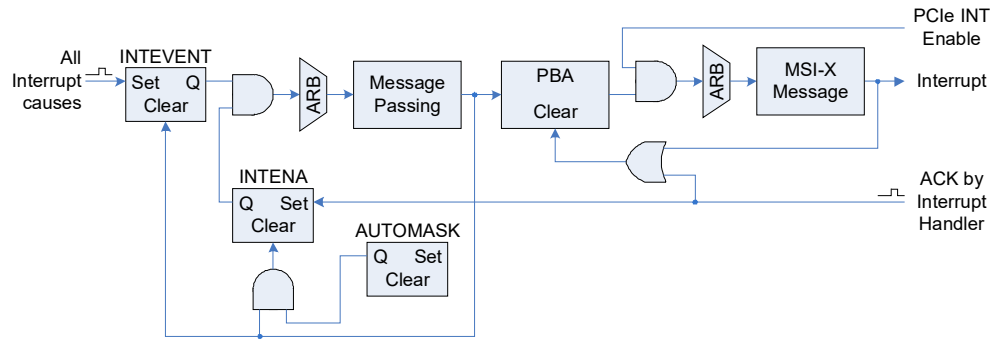 All
Interrupt
causes
INTEVENT
Set Q
Clear
ARB
Message
Passing
PBA
Clear
ARB
MSI-X
Message
PCIe INT
Enable
Interrupt
INTENA
Q Set
Clear
AUTOMASK
Q Set
Clear
ACK by
Interrupt
Handler